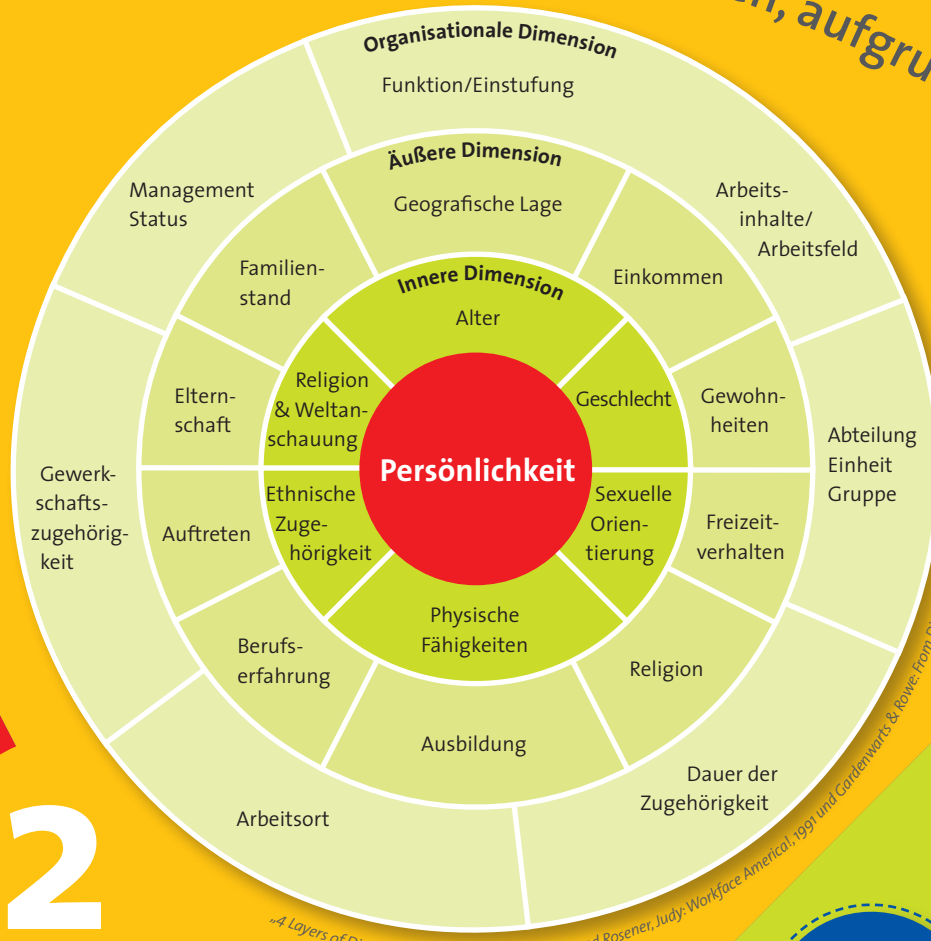 , aufgru
Organisationale Dimension
Funktion/Einstufung
Management
Status
Arbeits-
inhalte/
Arbeitsfeld
Gewerk-
schafts-
zugehörig-
keit
Abteilung
Einheit
Gruppe
Arbeitsort
Dauer der
Zugehörigkeit
Äußere Dimension
Geografische Lage
Familien-
stand
Einkommen
Eltern-
schaft
Gewohn-
heiten
Auftreten
Freizeit-
verhalten
Berufs-
erfahrung
Religion
Ausbildung
Innere Dimension
Alter
Religion
& Weltan-
schauung
Geschlecht
Ethnische
Zuge-
hörigkeit
Sexuelle
Orien-
tierung
Physische
Fähigkeiten
Persönlichkeit
2
„4 Layers of
Rosener, Judy: Workface America!, 1991 und Gardenwarts & Rowe: From